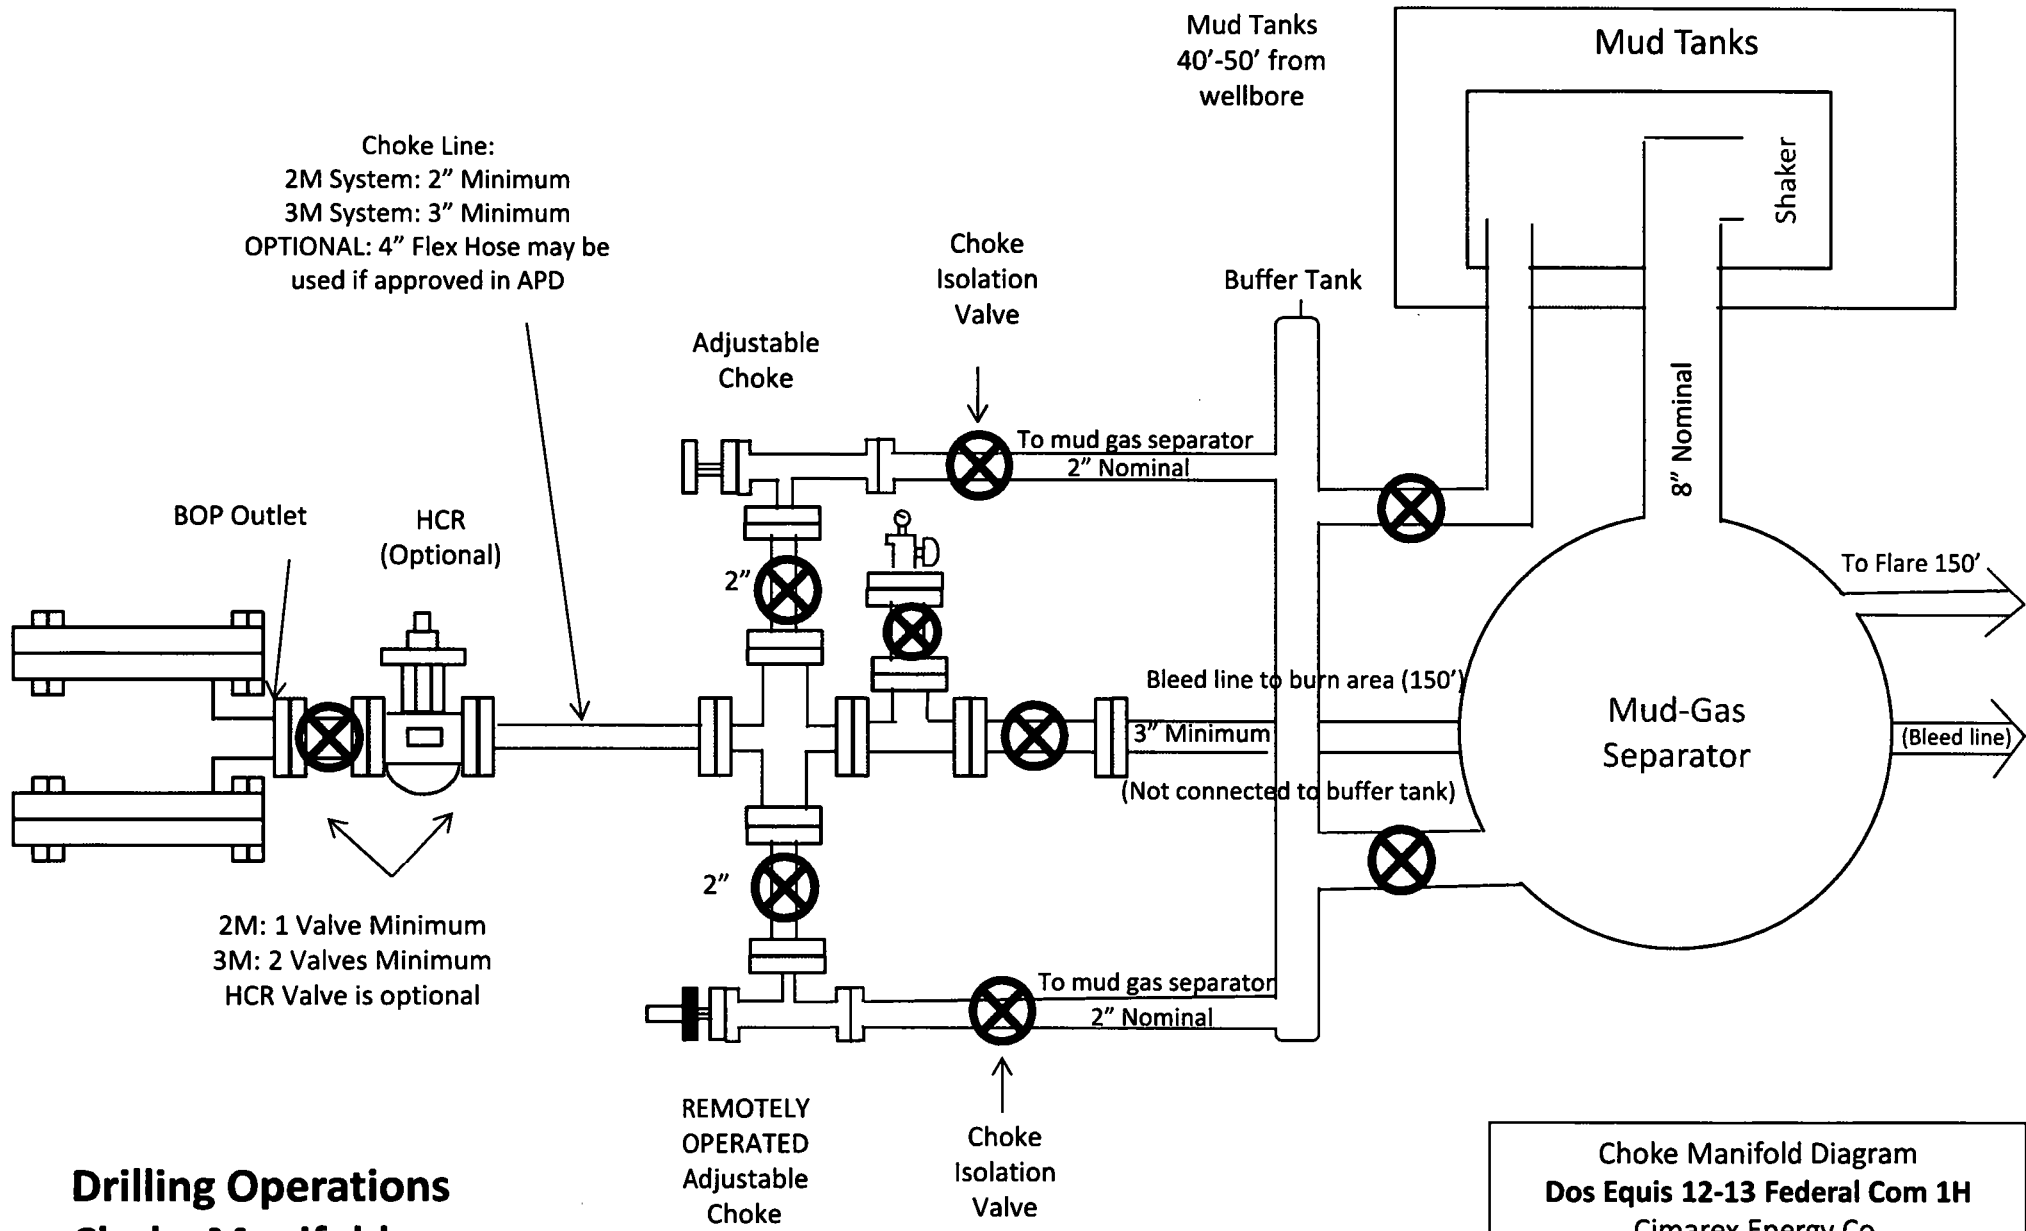 Mud Tanks
40'-50' from
wellbore
Mud Tanks
Shaker
Choke Line:
2M System: 2" Minimum
3M System: 3" Minimum
OPTIONAL: 4" Flex Hose may be
used if approved in APD
Choke
Isolation
Valve
Buffer Tank
Adjustable
Choke
8" Nominal
To mud gas separator
2" Nominal
BOP Outlet
HCR
(Optional)
2"
To Flare 150'
Bleed line to burn area (150')
3" Minimum
(Not connected to buffer tank)
Mud-Gas
Separator
(Bleed line)
2"
2M: 1 Valve Minimum
3M: 2 Valves Minimum
HCR Valve is optional
To mud gas separator
2" Nominal
REMOTELY
OPERATED
Adjustable
Choke
Choke
Isolation
Valve
Drilling Operations
Choke Manifold
Choke Manifold Diagram
Dos Equis 12-13 Federal Com 1H
Cimarex Energy Co